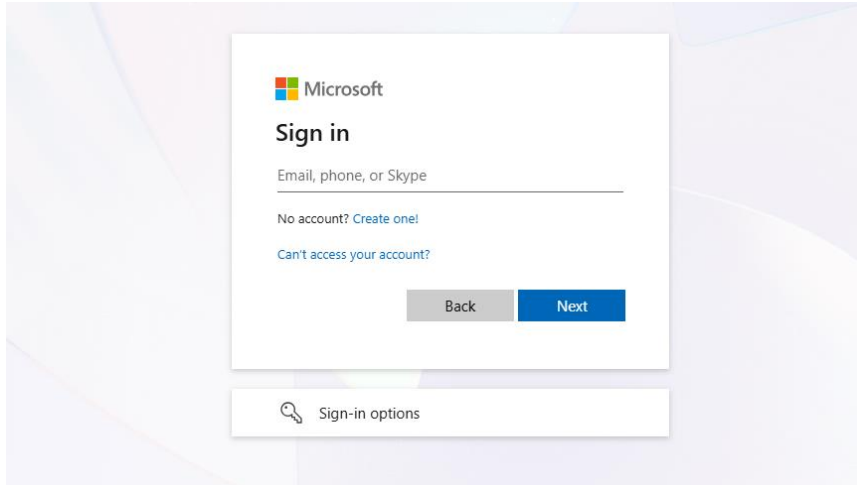 Microsoft
Sign in
Email, phone, or Skype
No account? Create one!
Can't access your account?
Back Next
Sign-in options